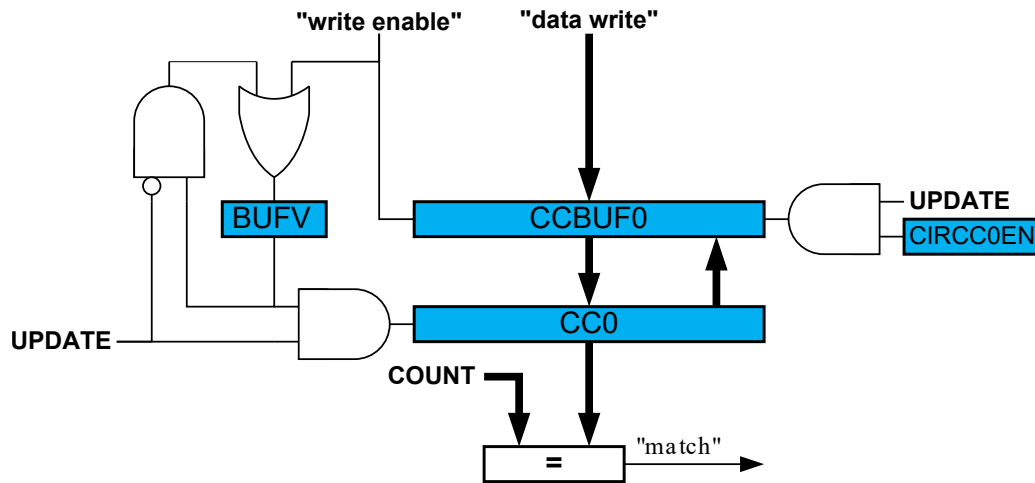 "write enable"
"data write"
BUFV
CCBUF0
UPDATE
CIRCC0EN
CC0
UPDATE
COUNT
=
"match"